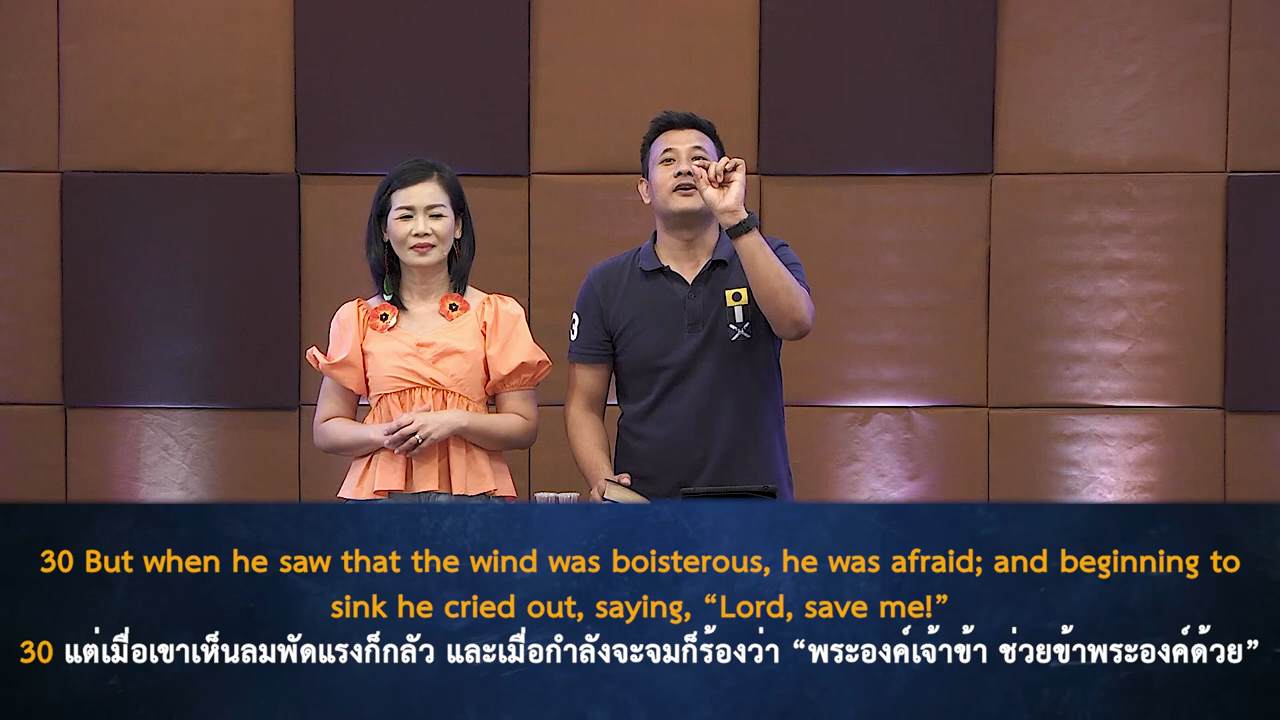 3
30 But when he saw that the wind was boisterous, he was afraid; and beginning to
sink he cried out, saying, “Lord, save me!”
30 แต่เมื่อเขาเห็นลมพัดแรงก็กลัว และเมื่อกำลังจะจมก็ร้องว่า “พระองค์เจ้าข้า ช่วยข้าพระองค์ด้วย”